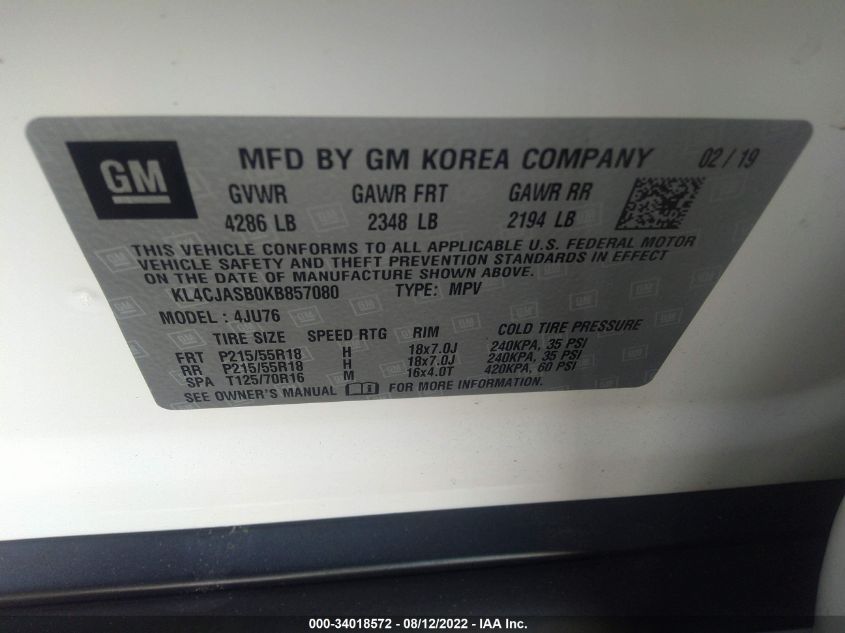 GM
MFD BY GM KOREA COMPANY 02/19
GVWR GAWR FRT GAWR RR
4286 LB 2348 LB 2194 LB
THIS VEHICLE CONFORMS TO ALL APPLICABLE U.S. FEDERAL MOTOR
VEHICLE SAFETY AND THEFT PREVENTION STANDARDS IN EFFECT
ON THE DATE OF MANUFACTURE SHOWN ABOVE.
KL4CJASB0KB857080 TYPE: MPV
MODEL: 4JU76
TIRE SIZE SPEED RTG RIM COLD TIRE PRESSURE
FRT P215/55R18 H 18x7.0J 240KPA, 35 PSI
RR P215/55R18 H 18x7.0J 240KPA, 35 PSI
SPA T125/70R16 M 16x4.0T 420KPA, 60 PSI
SEE OWNER'S MANUAL FOR MORE INFORMATION.
000-34018572 - 08/12/2022 - IAA Inc.